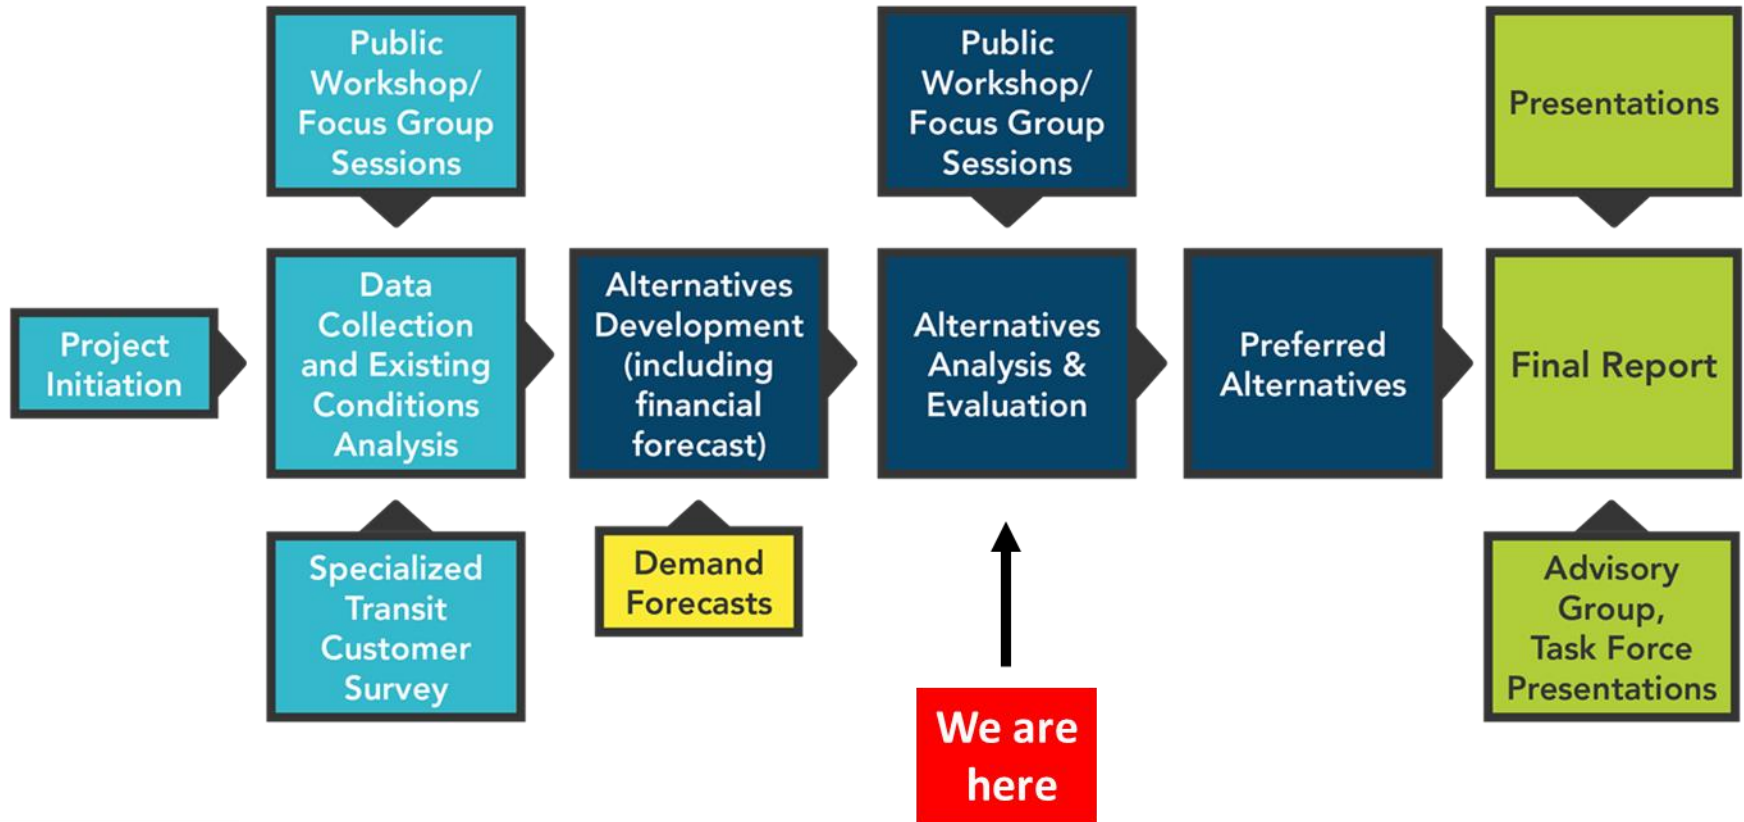 Public
Workshop/
Focus Group
Sessions
Public
Workshop/
Focus Group
Sessions
Presentations
Project
Initiation
Data
Collection
and Existing
Conditions
Analysis
Alternatives
Development
(including
financial
forecast)
Alternatives
Analysis &
Evaluation
Preferred
Alternatives
Final Report
Specialized
Transit
Customer
Survey
Demand
Forecasts
We are
here
Advisory
Group,
Task Force
Presentations